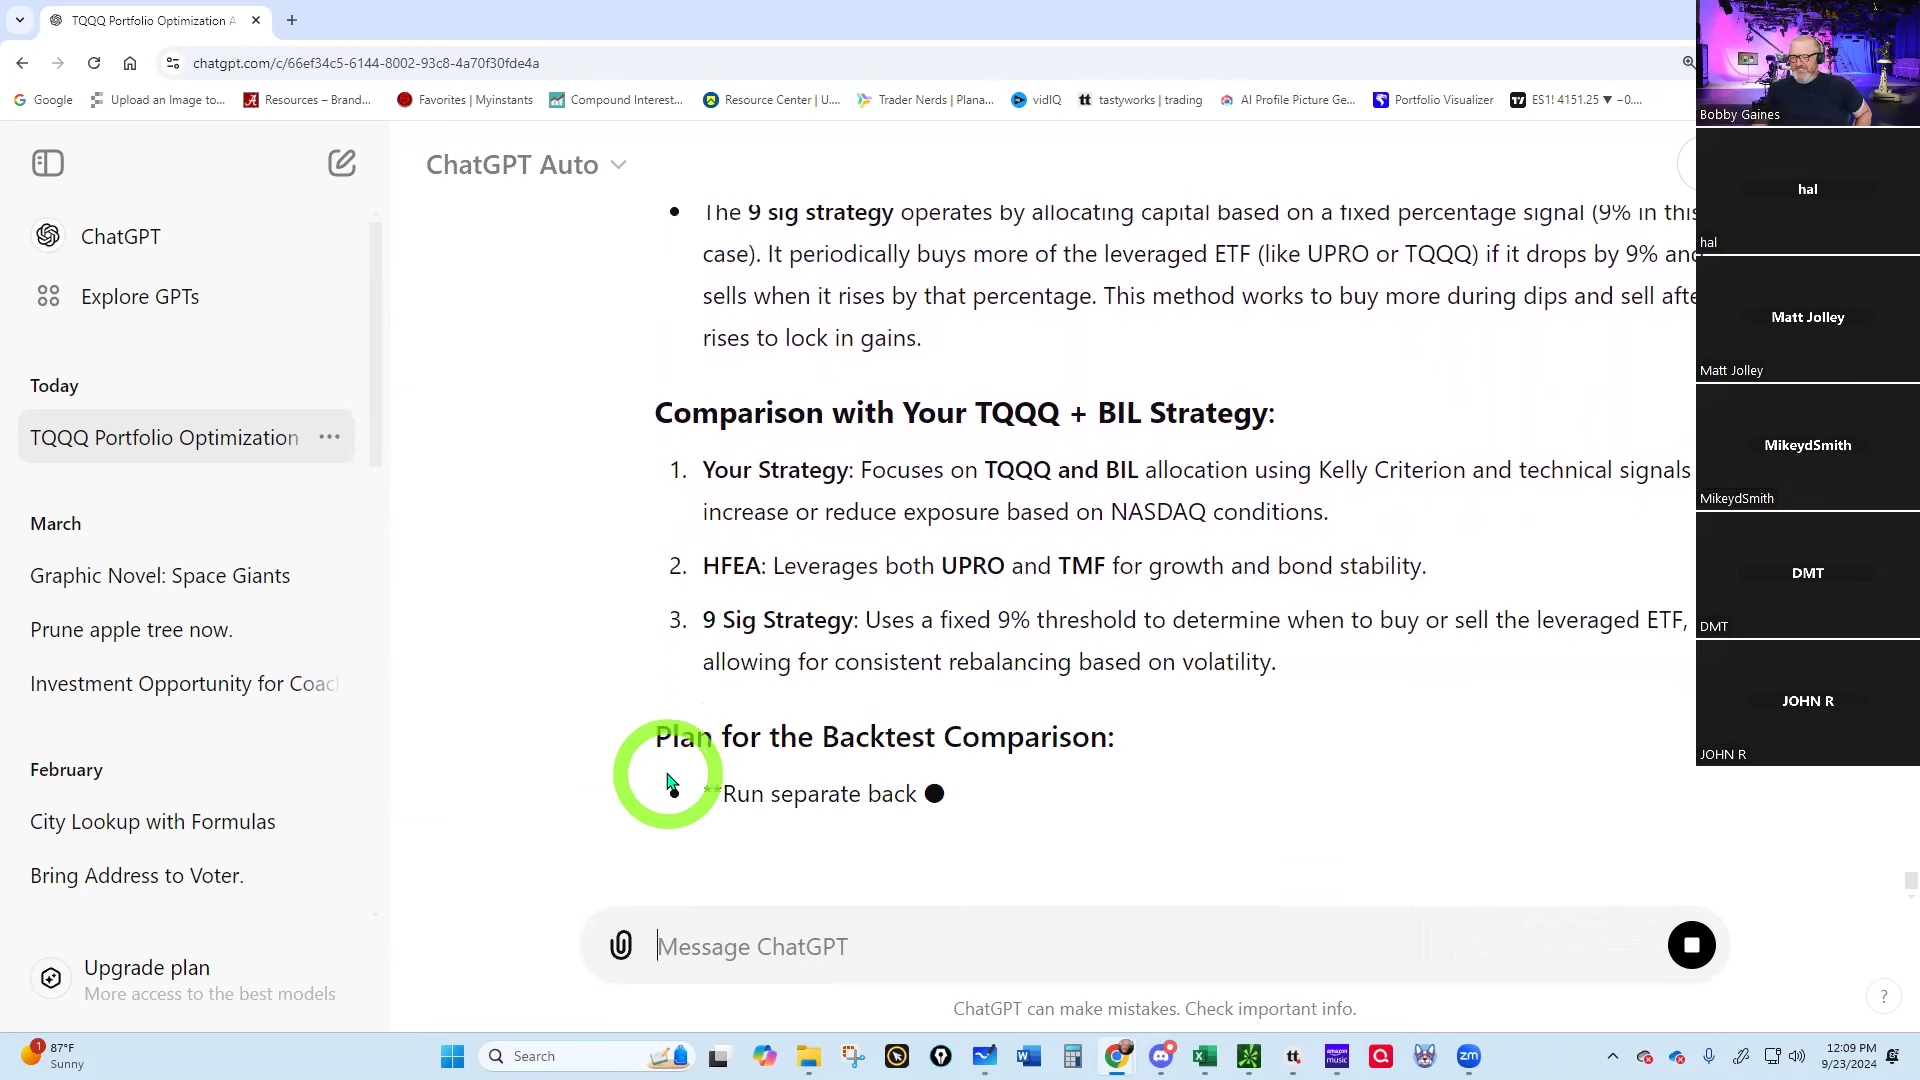 TQQQ Portfolio Optimization A
chatgpt.com/c/66ef34c5-6144-8002-93c8-4a70f30fde4a
Google
Upload an Image to...
Resources – Brand...
Favorites | Myinstants
Compound Interest...
Resource Center | U...
Trader Nerds | Plana...
vidIQ
tt tastyworks | trading
AI Profile Picture Ge...
Portfolio Visualizer
ES1! 4151.25 ▼ −0....
ChatGPT Auto
ChatGPT
Explore GPTs
Today
TQQQ Portfolio Optimization
March
Graphic Novel: Space Giants
Prune apple tree now.
Investment Opportunity for Coac
February
City Lookup with Formulas
Bring Address to Voter.
Upgrade plan
More access to the best models
The 9 sig strategy operates by allocating capital based on a fixed percentage signal (9% in this
case). It periodically buys more of the leveraged ETF (like UPRO or TQQQ) if it drops by 9% and
sells when it rises by that percentage. This method works to buy more during dips and sell afte
rises to lock in gains.
Comparison with Your TQQQ + BIL Strategy:
1. Your Strategy: Focuses on TQQQ and BIL allocation using Kelly Criterion and technical signals
increase or reduce exposure based on NASDAQ conditions.
2. HFEA: Leverages both UPRO and TMF for growth and bond stability.
3. 9 Sig Strategy: Uses a fixed 9% threshold to determine when to buy or sell the leveraged ETF,
allowing for consistent rebalancing based on volatility.
Plan for the Backtest Comparison:
**Run separate back
Message ChatGPT
ChatGPT can make mistakes. Check important info.
?
Bobby Gaines
hal
hal
Matt Jolley
Matt Jolley
MikeydSmith
MikeydSmith
DMT
DMT
JOHN R
JOHN R
1
87°F
Sunny
Search
tt
amazon music
zm
12:09 PM
9/23/2024